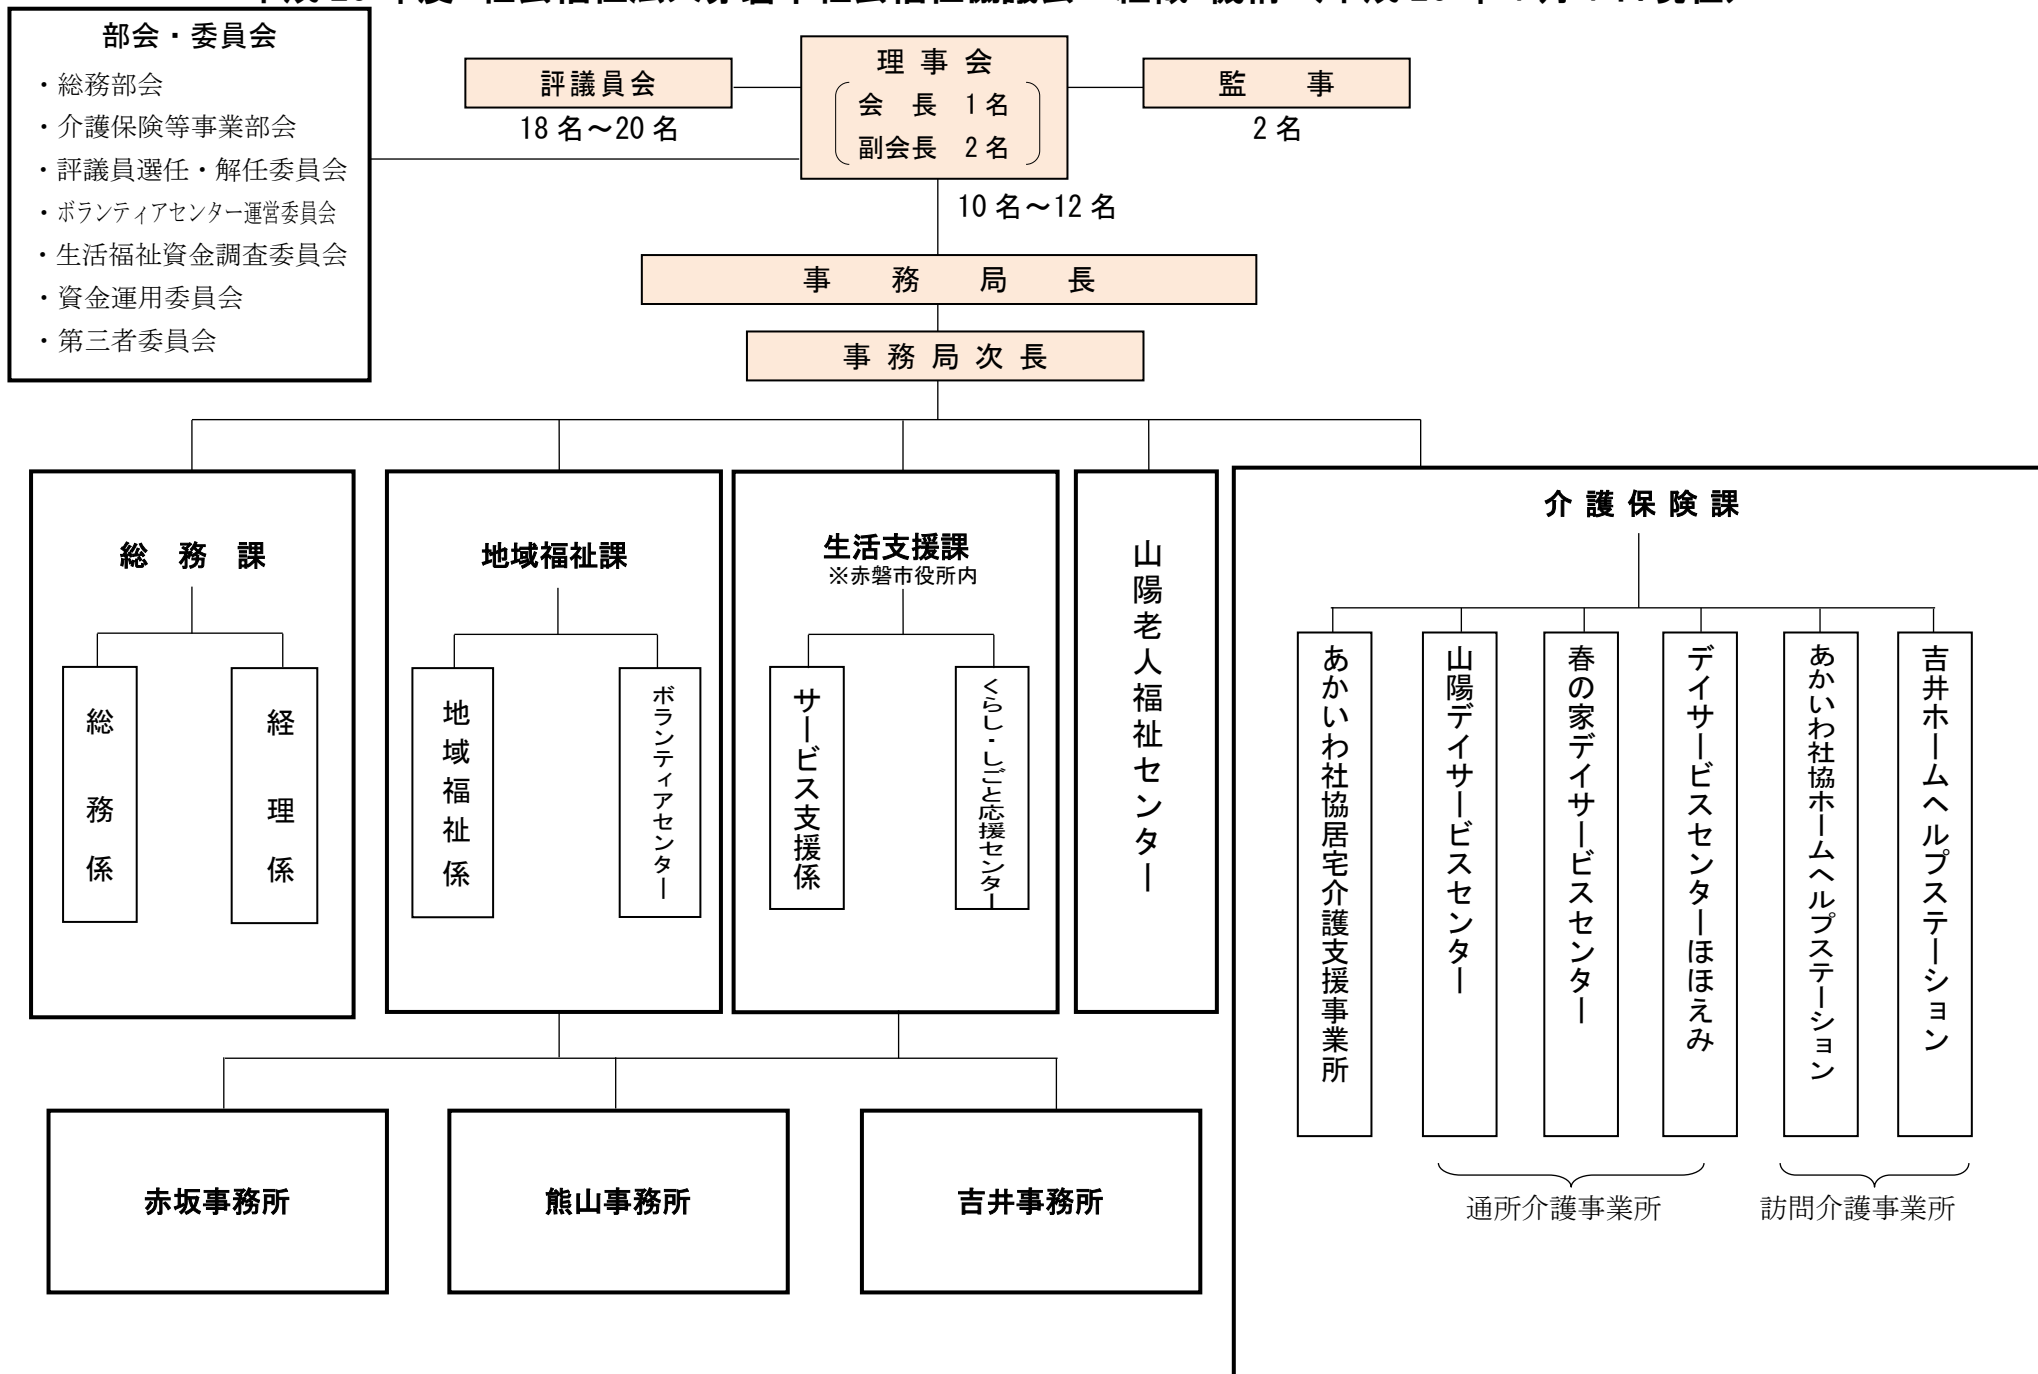 部会・委員会
・総務部会
・介護保険等事業部会
・評議員選任・解任委員会
・ボランティアセンター運営委員会
・生活福祉資金調査委員会
・資金運用委員会
・第三者委員会
評議員会
18名～20名
理事会
会　長　1名
副会長　2名
10名～12名
監　事
2名
事　務　局　長
事務局次長
総　務　課
総務係
経理係
地域福祉課
地域福祉係
ボランティアセンター
生活支援課
※赤磐市役所内
サービス支援係
くらし・しごと応援センター
山陽老人福祉センター
介護保険課
あかいわ社協居宅介護支援事業所
山陽デイサービスセンター
春の家デイサービスセンター
デイサービスセンターほほえみ
あかいわ社協ホームヘルプステーション
吉井ホームヘルプステーション
通所介護事業所
訪問介護事業所
赤坂事務所
熊山事務所
吉井事務所